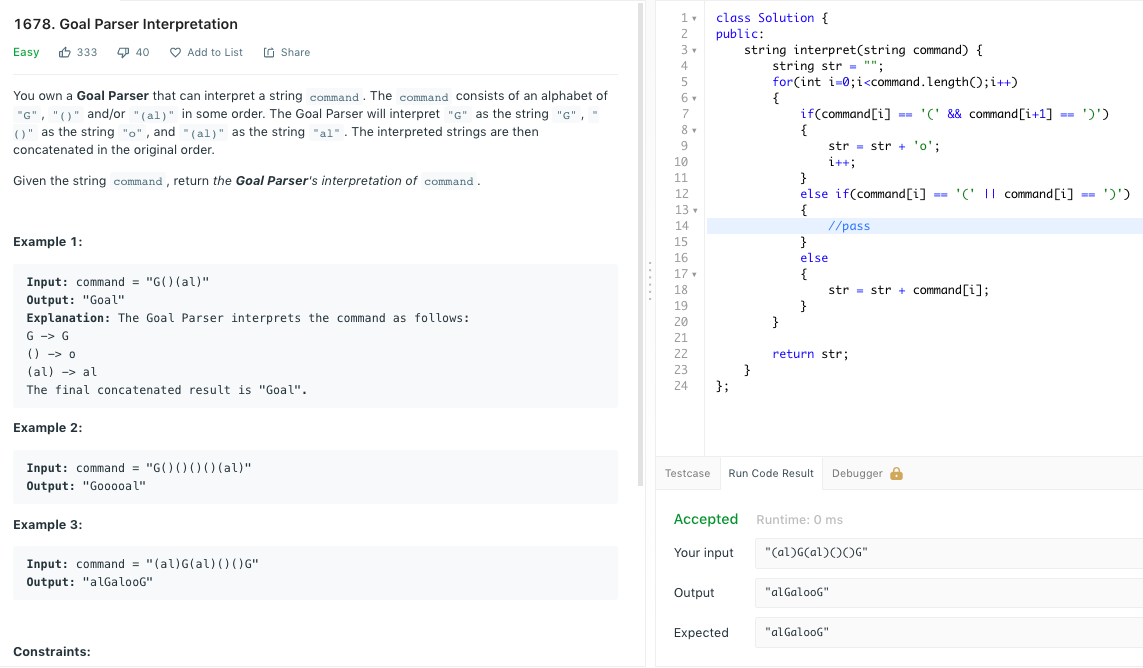 1678. Goal Parser Interpretation
Easy 333 40 Add to List Share
You own a Goal Parser that can interpret a string command. The command consists of an alphabet of
"G", "()" and/or "(al)" in some order. The Goal Parser will interpret "G" as the string "G", "
()" as the string "o", and "(al)" as the string "al". The interpreted strings are then
concatenated in the original order.
Given the string command, return the Goal Parser's interpretation of command.
Example 1:
Input: command = "G()(al)"
Output: "Goal"
Explanation: The Goal Parser interprets the command as follows:
G -> G
() -> o
(al) -> al
The final concatenated result is "Goal".
Example 2:
Input: command = "G()()()()(al)"
Output: "Gooooal"
Example 3:
Input: command = "(al)G(al)()()G"
Output: "alGalooG"
Constraints:
1 class Solution {
2 public:
3 string interpret(string command) {
4 string str = "";
5 for(int i=0;i<command.length();i++)
6 {
7 if(command[i] == '(' && command[i+1] == ')')
8 {
9 str = str + 'o';
10 i++;
11 }
12 else if(command[i] == '(' || command[i] == ')')
13 {
14 //pass
15 }
16 else
17 {
18 str = str + command[i];
19 }
20 }
21
22 return str;
23 }
24 };
Testcase Run Code Result Debugger
Accepted Runtime: 0 ms
Your input "(al)G(al)()()G"
Output "alGalooG"
Expected "alGalooG"